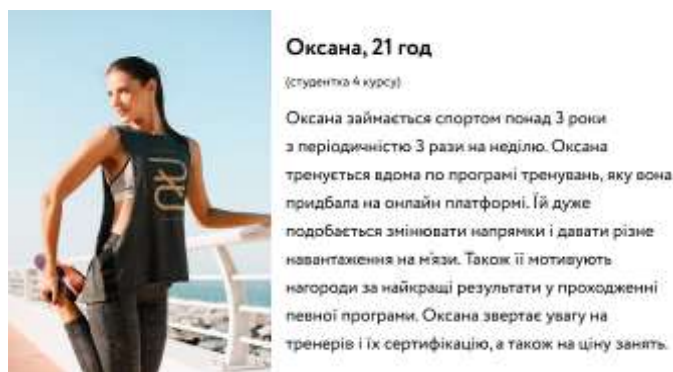 Оксана, 21 год
(студентка 4 курсу)
Оксана займається спортом понад 3 роки
з періодичністю 3 рази на неділю. Оксана
тренується вдома по програмі тренувань, яку вона
придбала на онлайн платформі. Їй дуже
подобається змінювати напрямки і давати різне
навантаження на м'язи. Також її мотивують
нагороди за найкращі результати у проходженні
певної програми. Оксана звертає увагу на
тренерів і їх сертифікацію, а також на ціну занять.